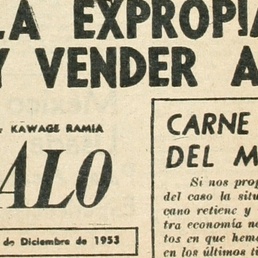 LA EXPROPIA
Y VENDER A
KAWAGE RAMIA
ALO
de Diciembre de 1953
CARNE
DEL M
Si nos prop
del caso la situ
cano retiene y
tra economía n
tos en que hem
en los últimos ti